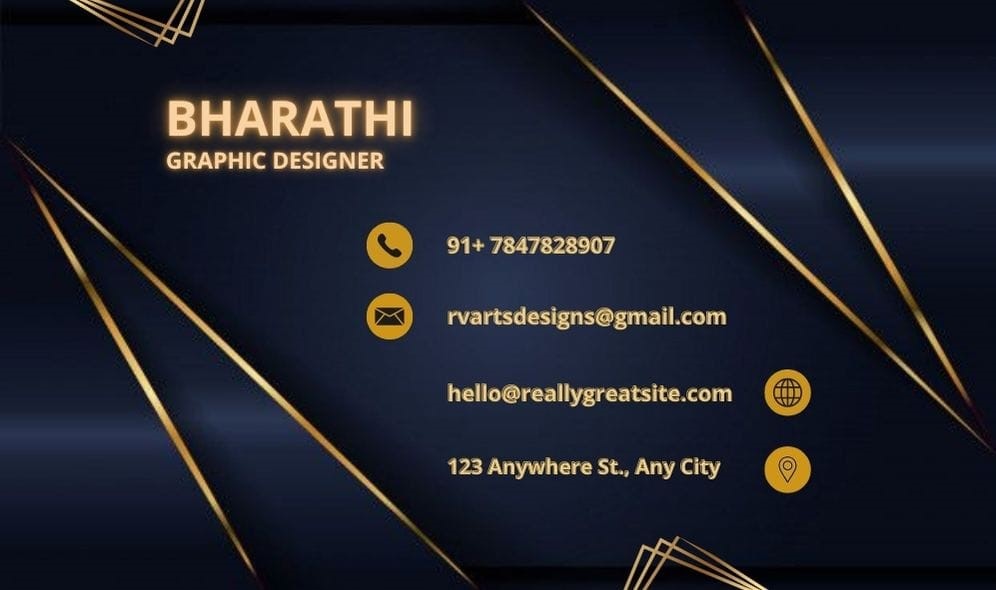 BHARATHI
GRAPHIC DESIGNER
91+ 7847828907
rvartsdesigns@gmail.com
hello@reallygreatsite.com
123 Anywhere St., Any City